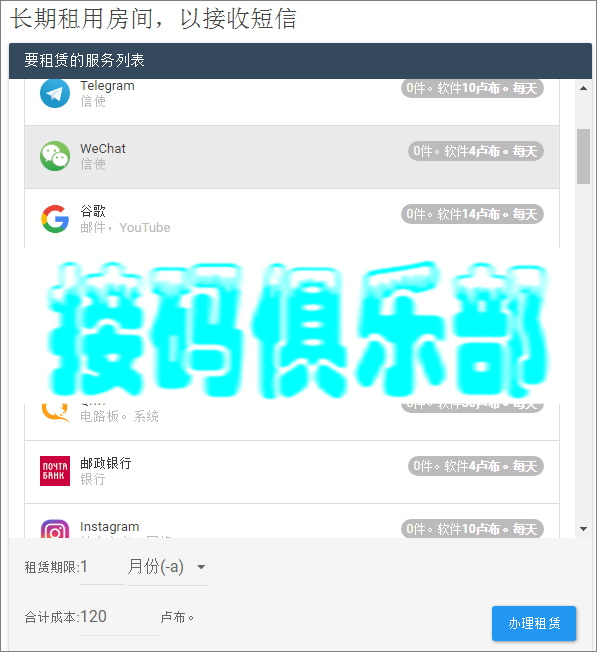 长期租用房间，以接收短信
要租赁的服务列表
Telegram
信使
0件。软件10卢布。每天
WeChat
信使
0件。软件4卢布。每天
谷歌
邮件，YouTube
0件。软件14卢布。每天
接码俱乐部
电路板。系统
邮政银行
银行
0件。软件4卢布。每天
ПОЧТА
БАНК
Instagram
0件。软件10卢布。每天
租赁期限:1 月份(-a)
合计成本:120 卢布。
办理租赁